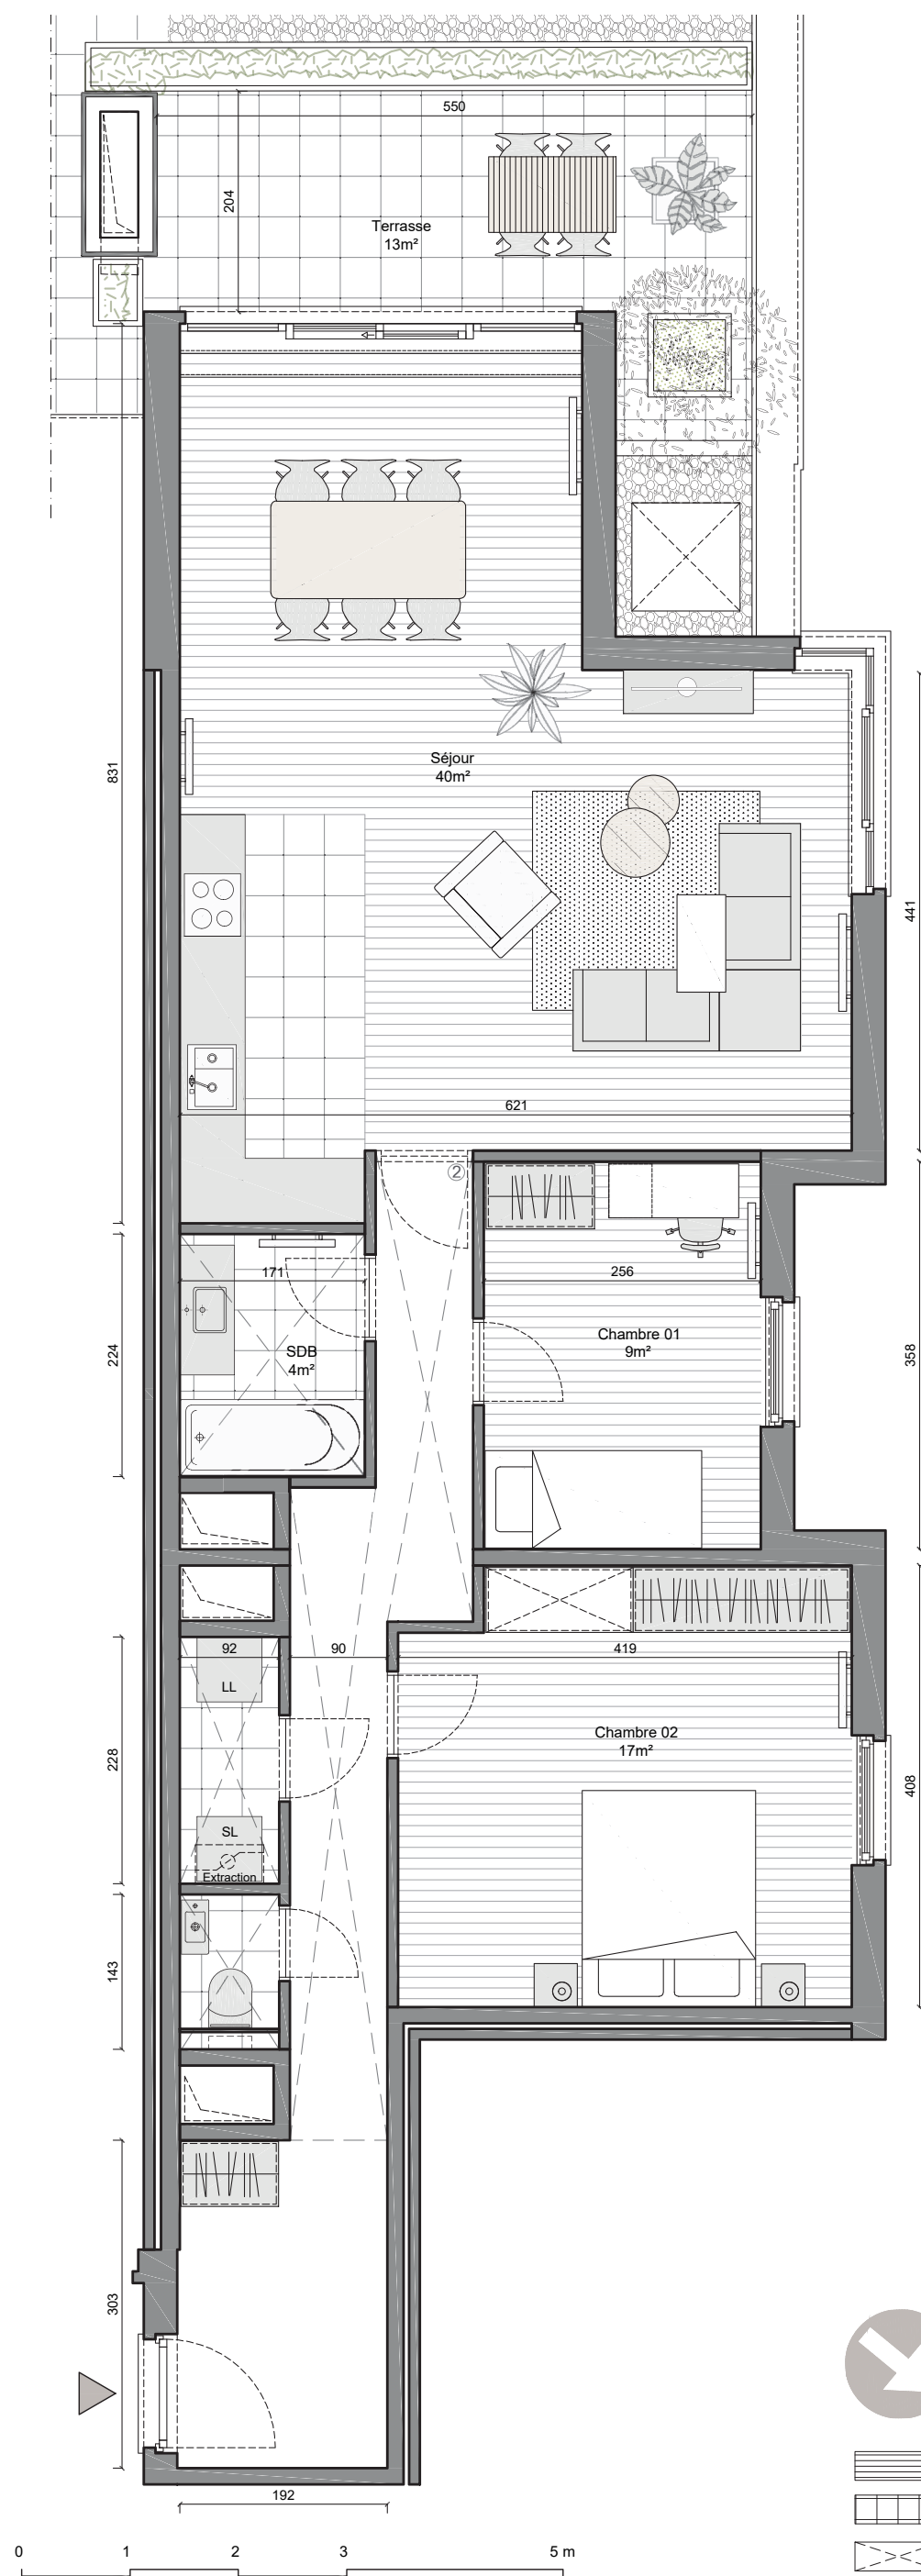 550
204
Terrasse
13m²
831
Séjour
40m²
441
621
2
171
256
224
SDB
4m²
Chambre 01
9m²
358
92
90
419
LL
Chambre 02
17m²
228
408
SL
Extraction
143
303
192
0 1 2 3 5 m